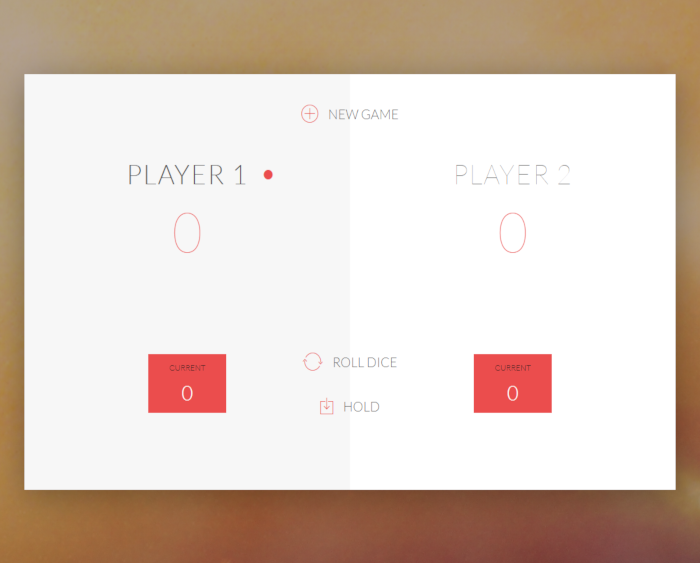 NEW GAME
PLAYER 1
PLAYER 2
0
0
CURRENT
0
ROLL DICE
HOLD
CURRENT
0